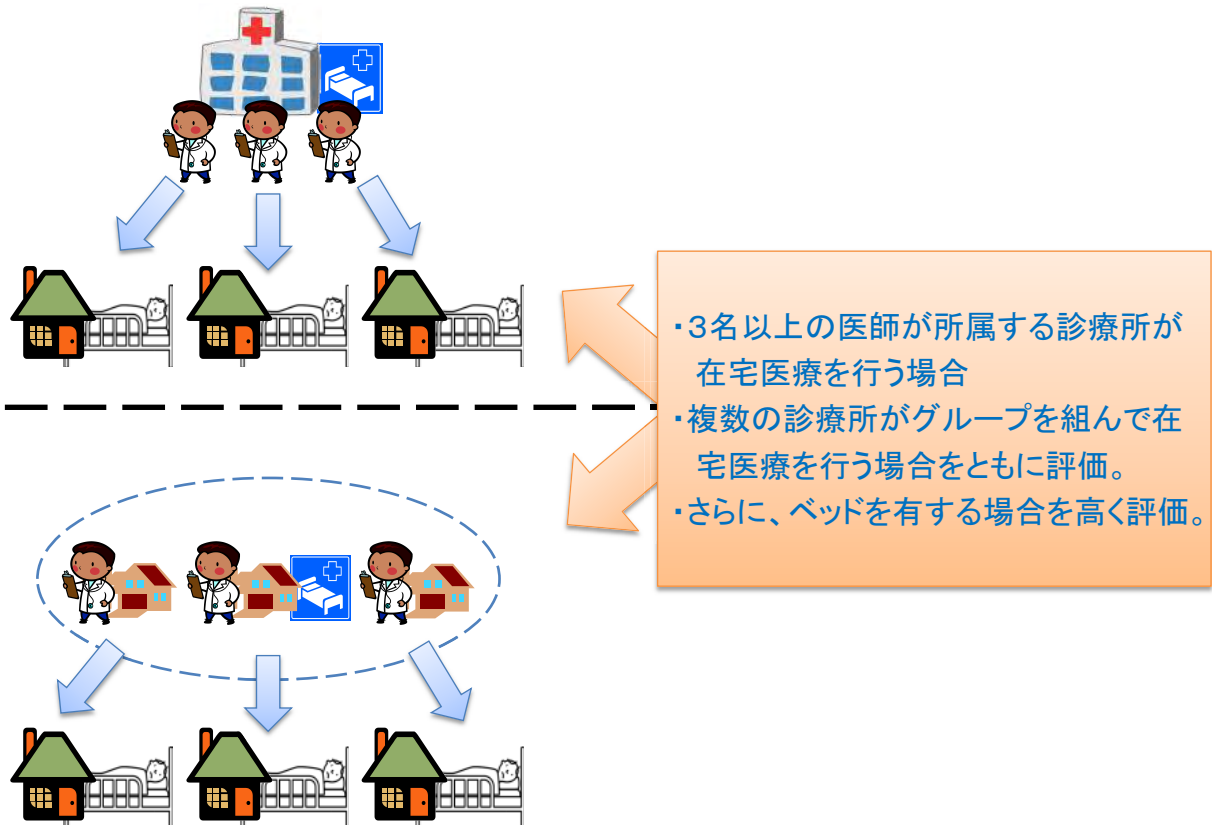 ・３名以上の医師が所属する診療所が
在宅医療を行う場合
・複数の診療所がグループを組んで在
宅医療を行う場合をともに評価。
・さらに、ベッドを有する場合を高く評価。